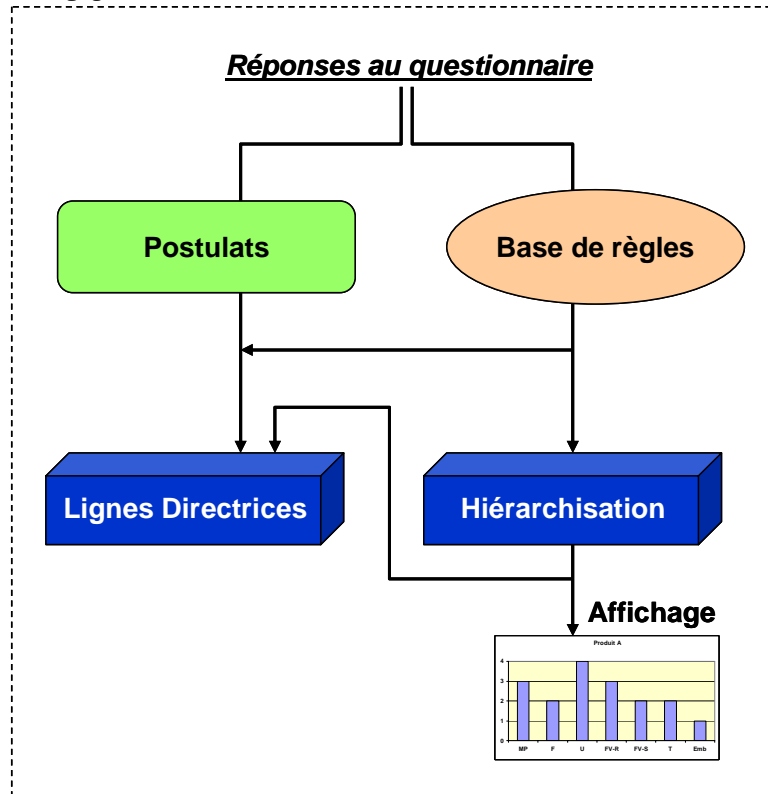 Réponses au questionnaire
Postulats
Base de règles
Lignes Directrices
Hiérarchisation
Affichage
Produit A
4
3
2
1
0
MP F U FV-R FV-S T Emb